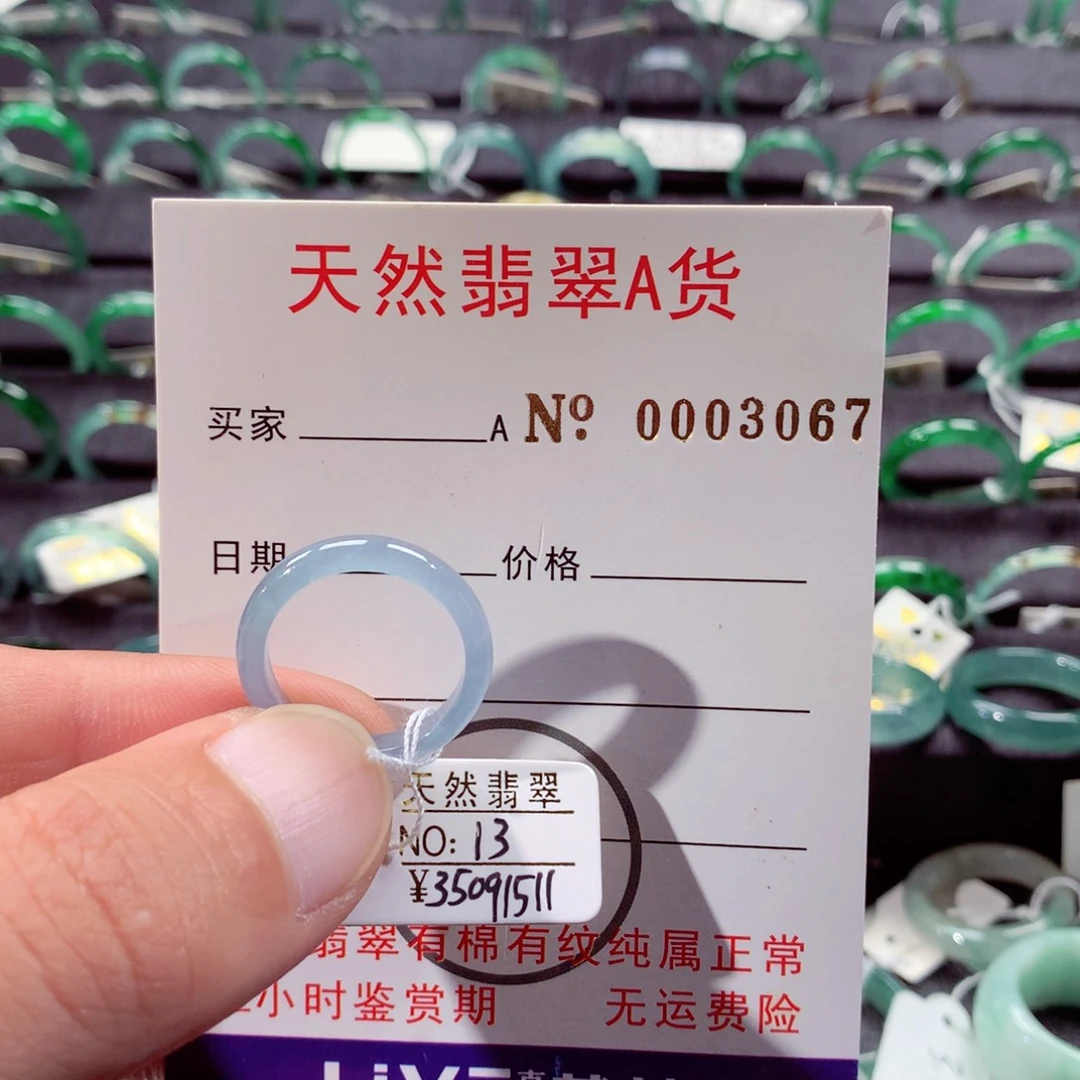 天然翡翠A货
买家 A Nº 0003067
日期 价格
天然翡翠
NO: 13
¥35091511
翡翠有棉有纹纯属正常
小时鉴赏期 无运费险
LiVE